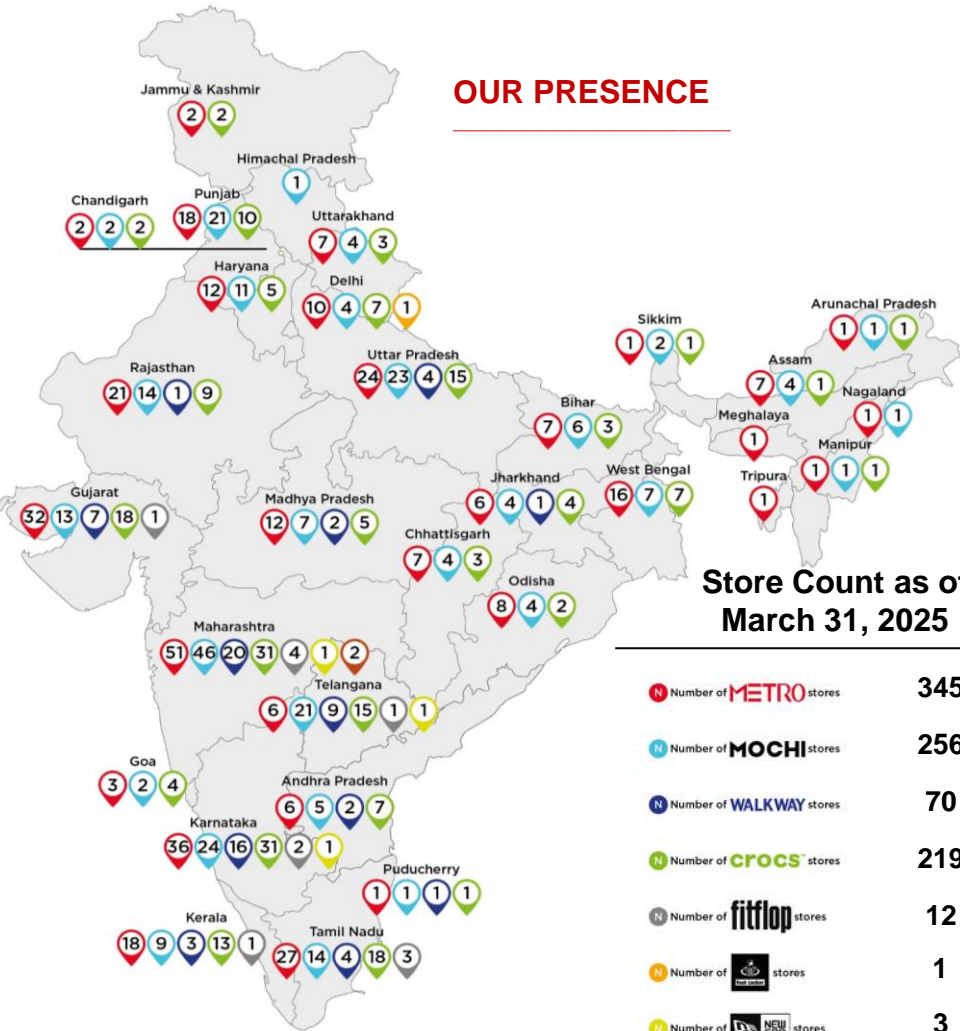 OUR PRESENCE
Jammu & Kashmir
2 2
Himachal Pradesh
1
Chandigarh
2 2 2
Punjab
18 21 10
Uttarakhand
7 4 3
Haryana
12 11 5
Delhi
10 4 7 1
Sikkim
1 2 1
Arunachal Pradesh
1 1 1
Rajasthan
21 14 1 9
Uttar Pradesh
24 23 4 15
Assam
7 4 1
Nagaland
1 1
Bihar
7 6 3
Meghalaya
1
Manipur
1 1 1
Tripura
1
Gujarat
32 13 7 18 1
Madhya Pradesh
12 7 2 5
Jharkhand
6 4 1 4
West Bengal
16 7 7
Chhattisgarh
7 4 3
Odisha
8 4 2
Maharashtra
51 46 20 31 4 1 2
Telangana
6 21 9 15 1 1
Goa
3 2 4
Andhra Pradesh
6 5 2 7
Karnataka
36 24 16 31 2 1
Puducherry
1 1 1 1
Kerala
18 9 3 13 1
Tamil Nadu
27 14 4 18 3
Store Count as of
March 31, 2025
N Number of METRO stores 345
N Number of MOCHI stores 256
N Number of WALKWAY stores 70
N Number of crocs™ stores 219
N Number of fitflop stores 12
N Number of Foot Locker stores 1
N Number of NEW stores 3